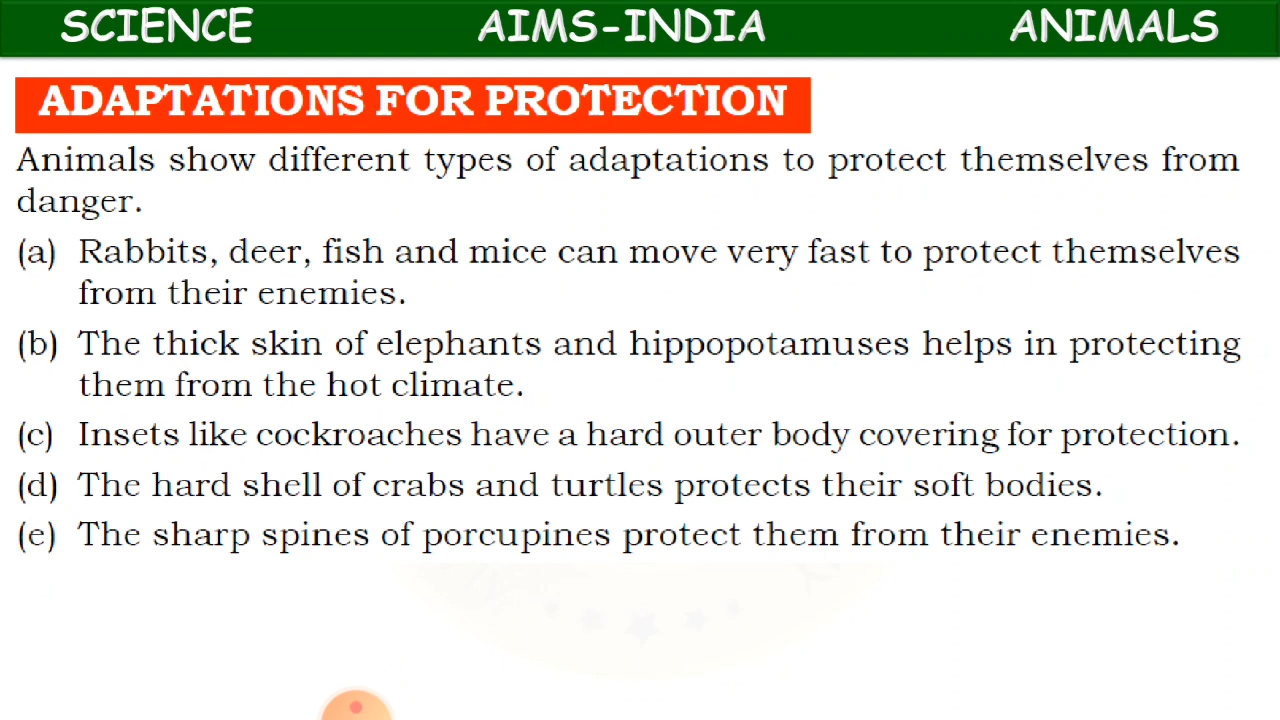 SCIENCE AIMS-INDIA ANIMALS
ADAPTATIONS FOR PROTECTION
Animals show different types of adaptations to protect themselves from
danger.
(a) Rabbits, deer, fish and mice can move very fast to protect themselves
from their enemies.
(b) The thick skin of elephants and hippopotamuses helps in protecting
them from the hot climate.
(c) Insets like cockroaches have a hard outer body covering for protection.
(d) The hard shell of crabs and turtles protects their soft bodies.
(e) The sharp spines of porcupines protect them from their enemies.